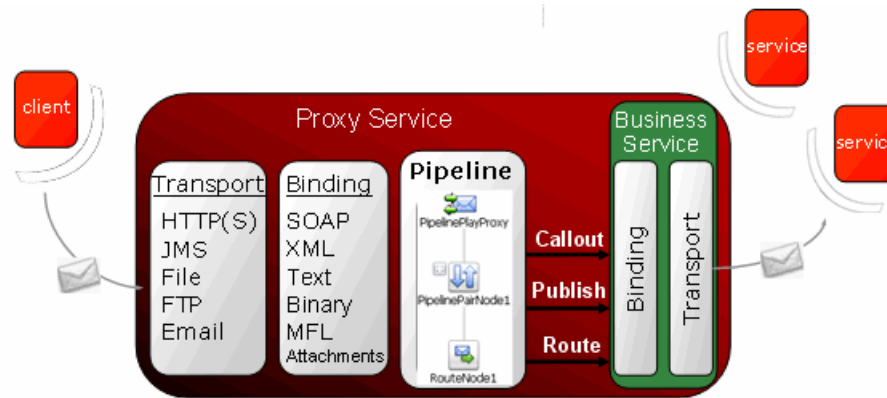 client
service
service
Proxy Service
Business
Service
Transport
HTTP(S)
JMS
File
FTP
Email
Binding
SOAP
XML
Text
Binary
MFL
Attachments
Pipeline
PipelinePlayProxy
PipelinePairNode1
RouteNode1
Callout
Publish
Route
Binding
Transport